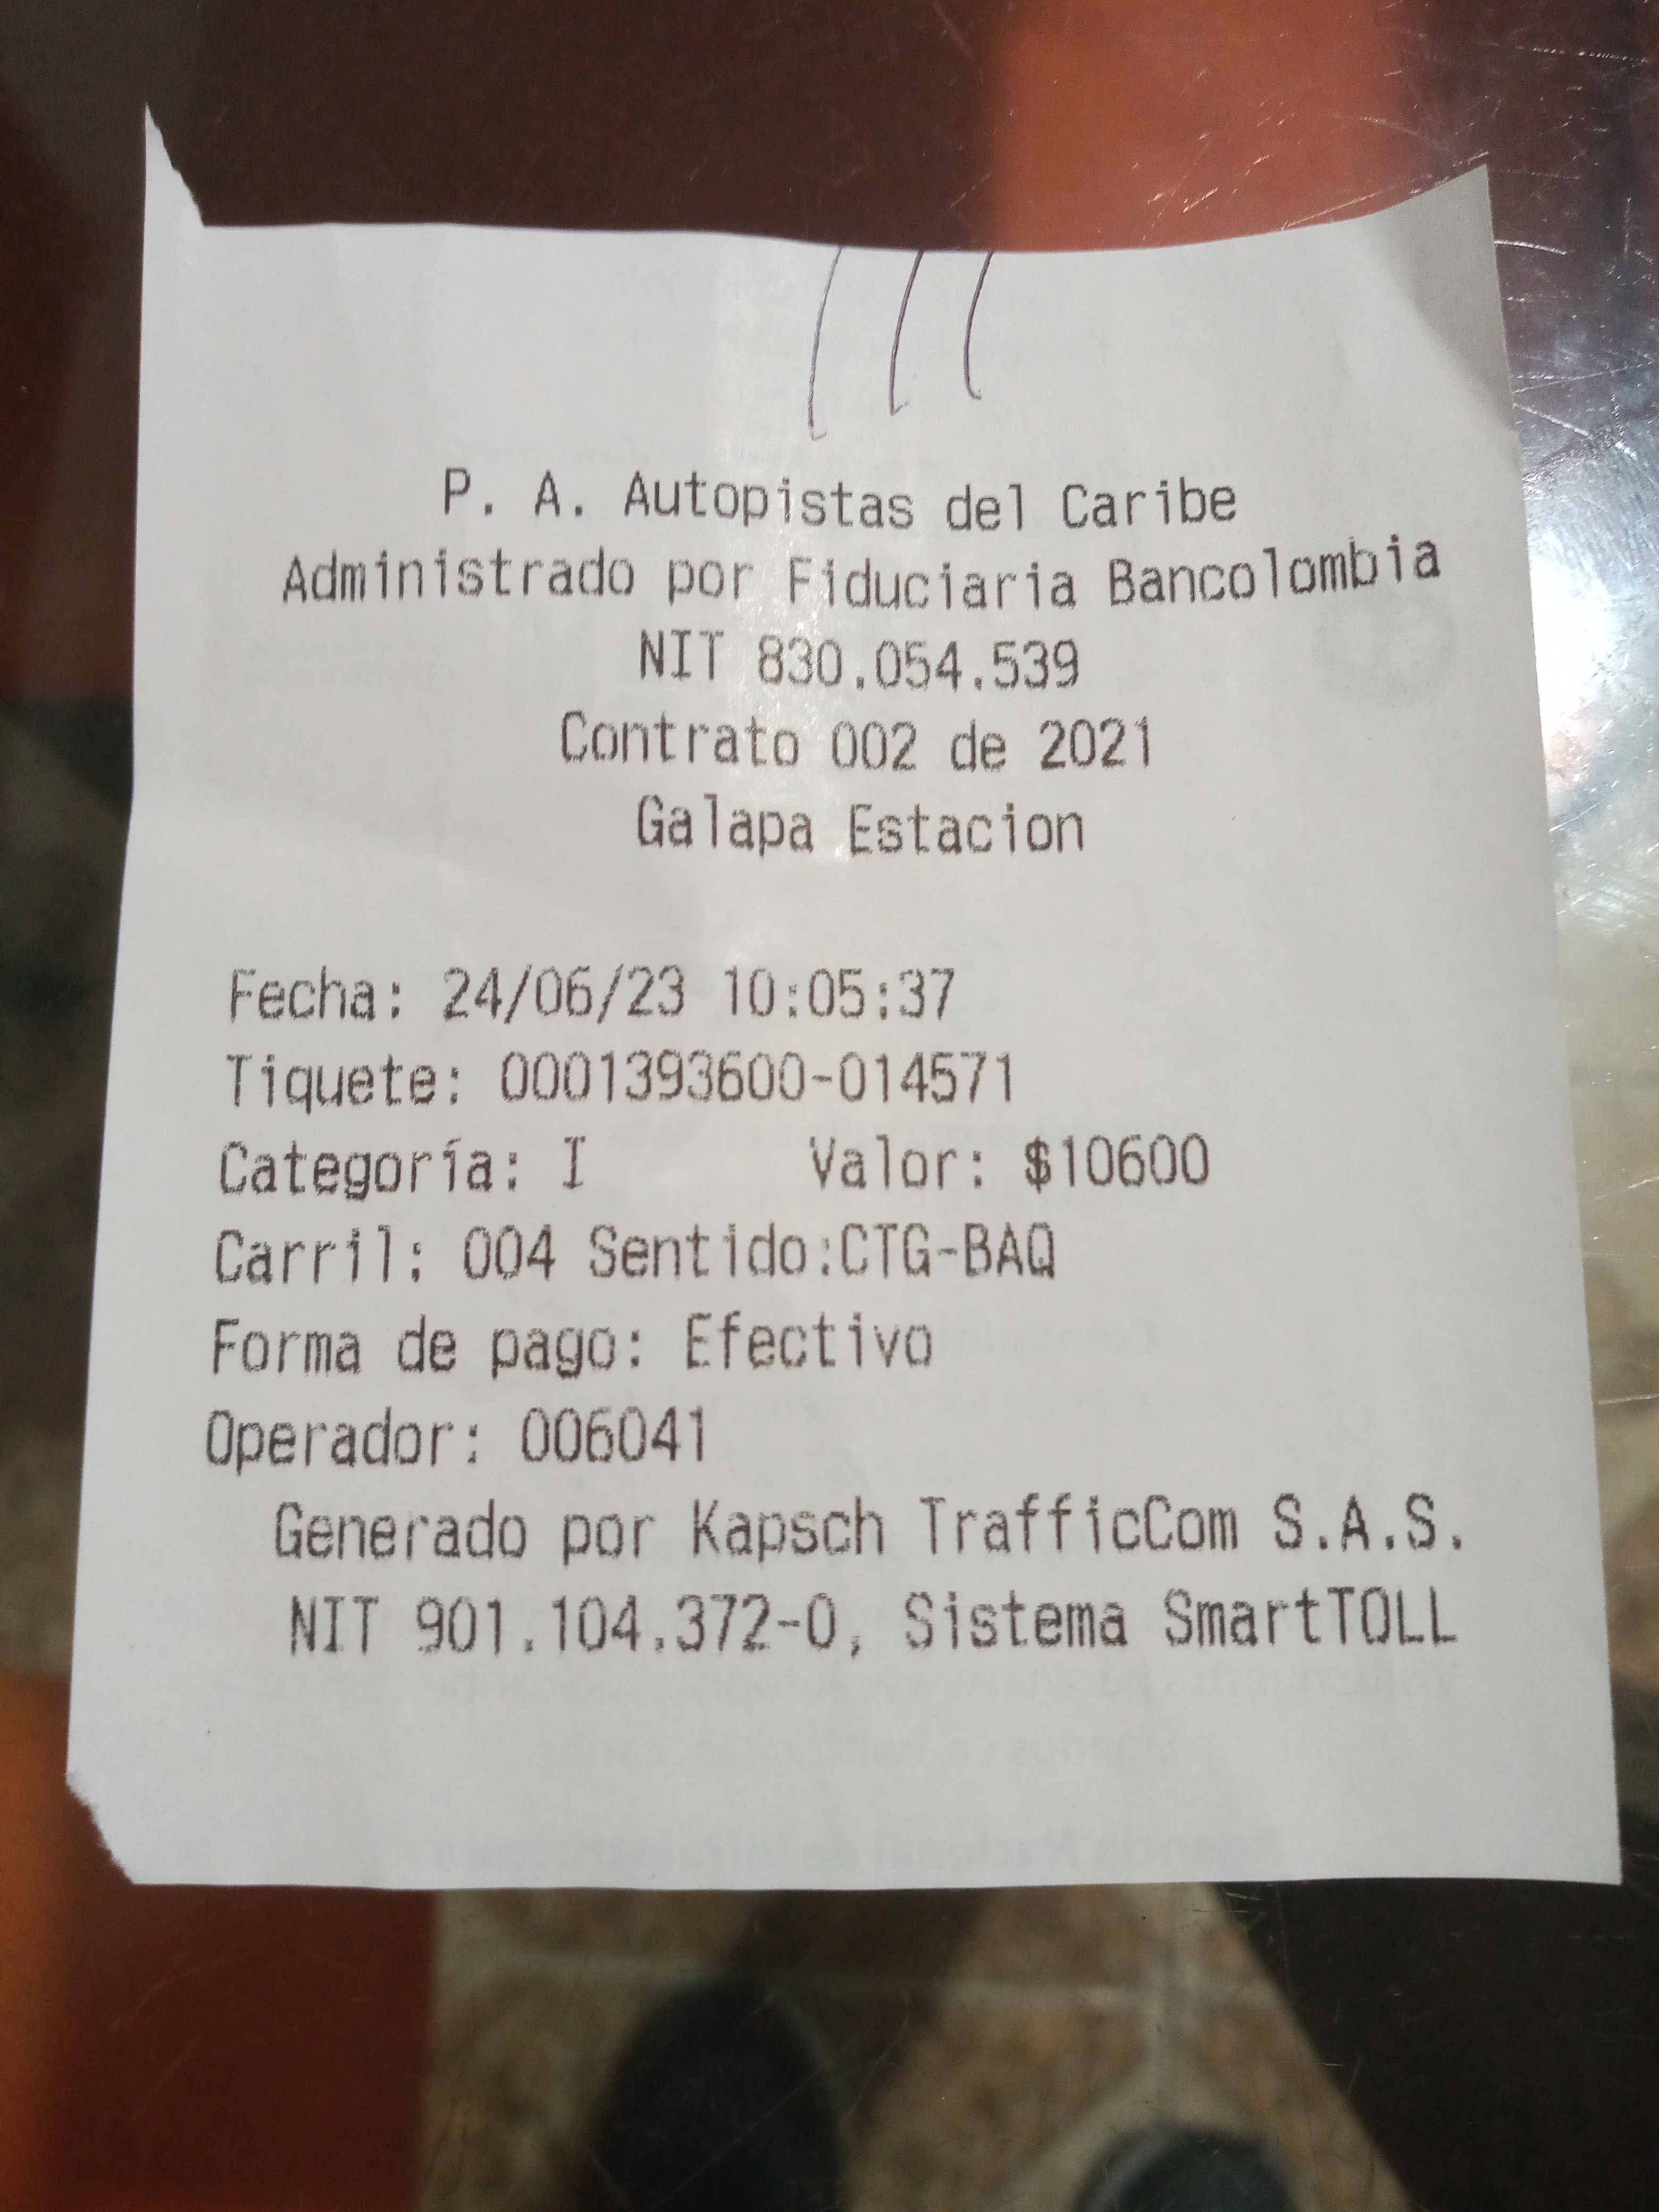 P. A. Autopistas del Caribe
Administrado por Fiduciaria Bancolombia
NIT 830.054.539
Contrato 002 de 2021
Galapa Estacion
Fecha: 24/06/23 10:05:37
Tiquete: 0001393600-014571
Categoría: I Valor: $10600
Carril: 004 Sentido:CTG-BAQ
Forma de pago: Efectivo
Operador: 006041
Generado por Kapsch TrafficCom S.A.S.
NIT 901.104.372-0, Sistema SmartTOLL